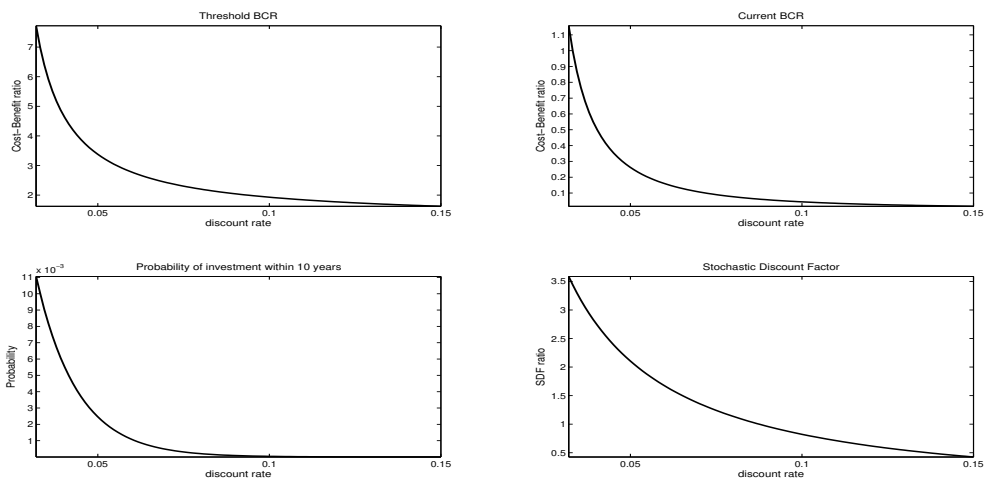 Threshold BCR
7
6
5
4
3
2
Cost−Benefit ratio
0.05 0.1 0.15
discount rate
Current BCR
1.1
1
0.9
0.8
0.7
0.6
0.5
0.4
0.3
0.2
0.1
Cost−Benefit ratio
0.05 0.1 0.15
discount rate
Probability of investment within 10 years
x 10⁻³
11
10
9
8
7
6
5
4
3
2
1
Probability
0.05 0.1 0.15
discount rate
Stochastic Discount Factor
3.5
3
2.5
2
1.5
1
0.5
SDF ratio
0.05 0.1 0.15
discount rate